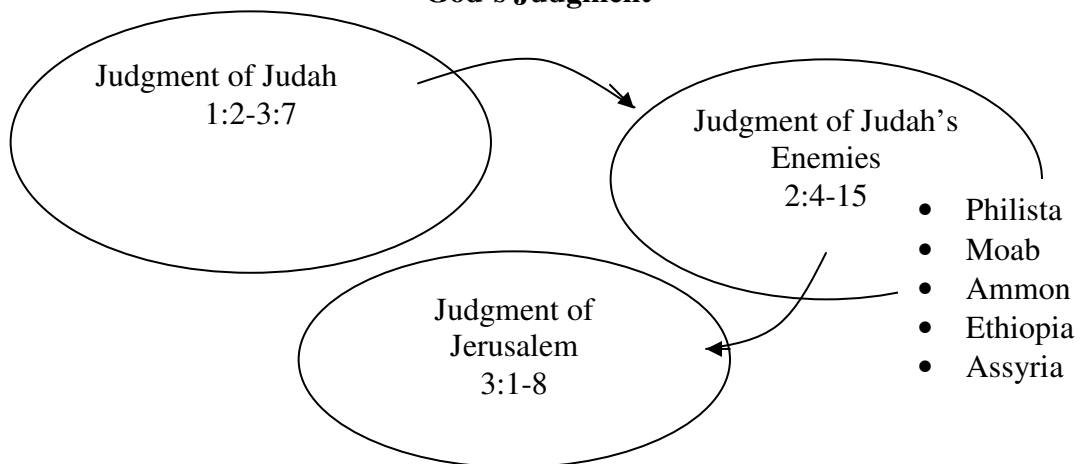 God's Judgment
Judgment of Judah
1:2-3:7
Judgment of Judah's
Enemies
2:4-15
• Philista
• Moab
• Ammon
• Ethiopia
• Assyria
Judgment of
Jerusalem
3:1-8